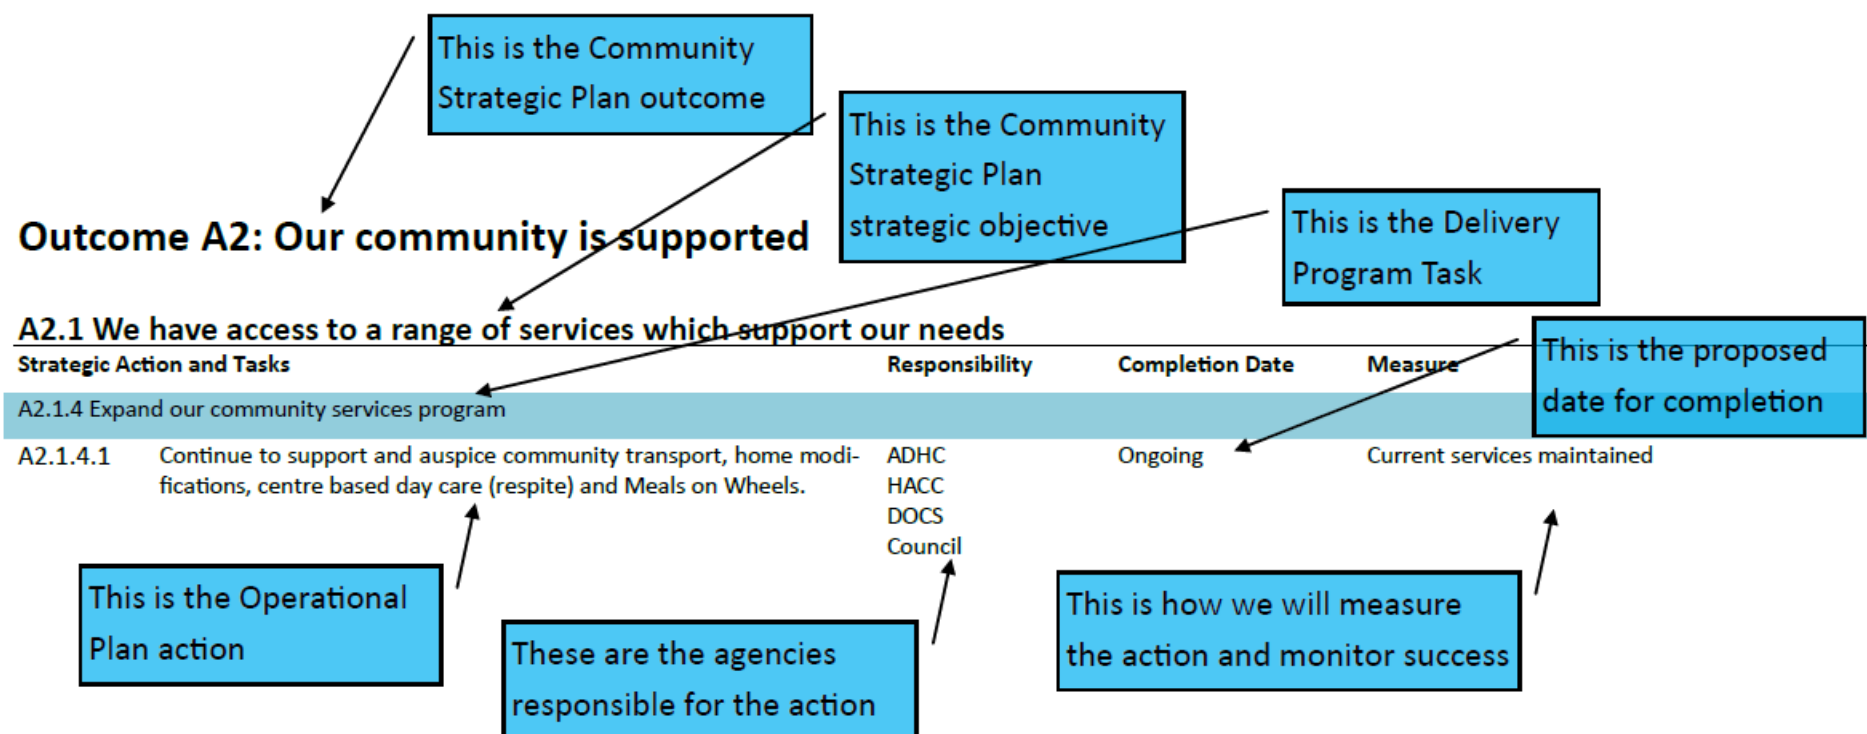 This is the Community
Strategic Plan outcome
This is the Community
Strategic Plan
strategic objective
This is the Delivery
Program Task
Outcome A2: Our community is supported
A2.1 We have access to a range of services which support our needs
This is the proposed
date for completion
Strategic Action and Tasks Responsibility Completion Date Measure
A2.1.4 Expand our community services program
A2.1.4.1 Continue to support and auspice community transport, home modi- ADHC Ongoing Current services maintained
fications, centre based day care (respite) and Meals on Wheels. HACC
DOCS
Council
This is the Operational
Plan action
These are the agencies
responsible for the action
This is how we will measure
the action and monitor success